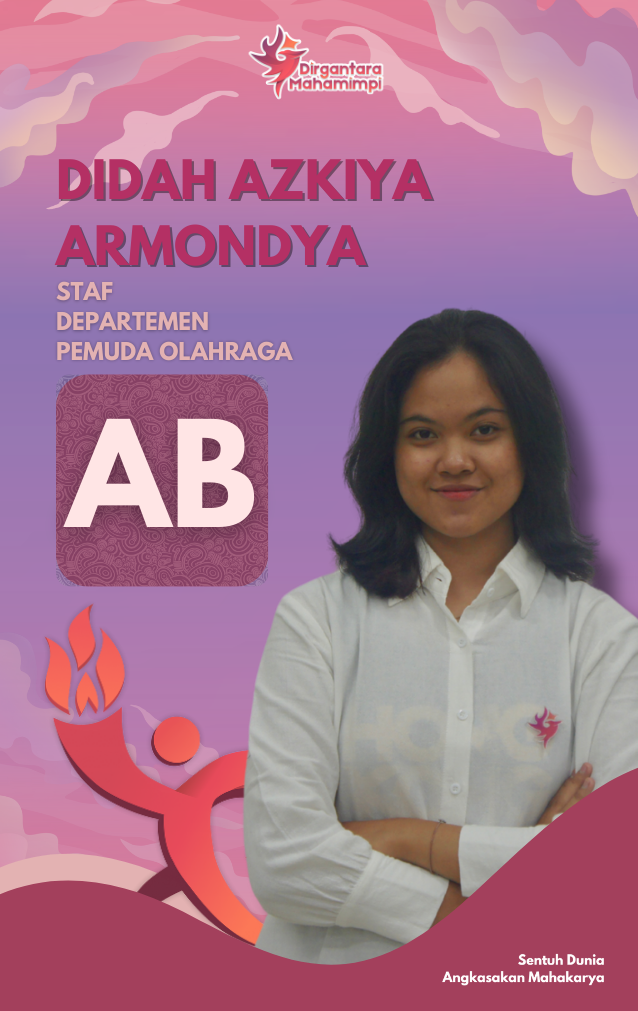 Dirgantara
Mahamimpi
DIDAH AZKIYA
ARMONDYA
STAF
DEPARTEMEN
PEMUDA OLAHRAGA
AB
Sentuh Dunia
Angkasakan Mahakarya